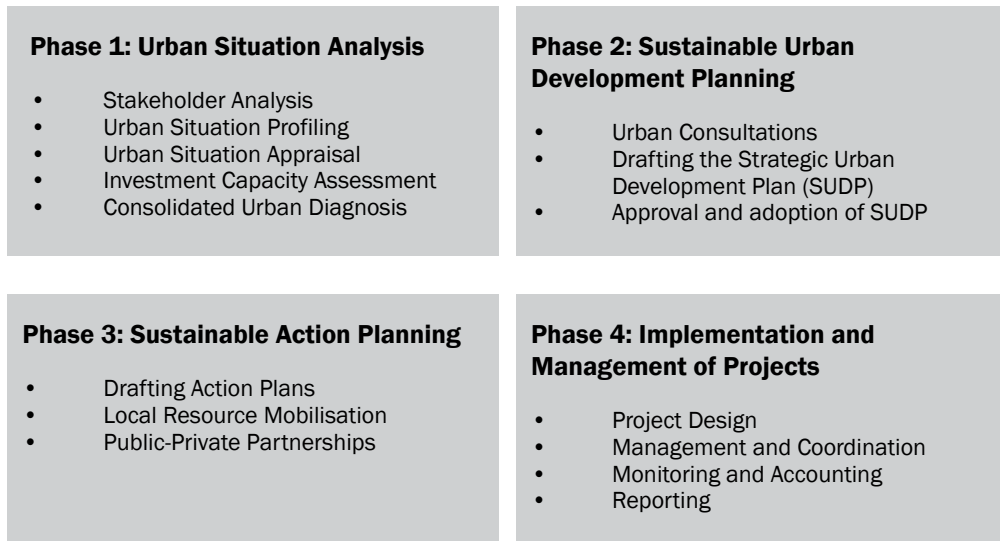 Phase 1: Urban Situation Analysis
• Stakeholder Analysis
• Urban Situation Profiling
• Urban Situation Appraisal
• Investment Capacity Assessment
• Consolidated Urban Diagnosis
Phase 2: Sustainable Urban
Development Planning
• Urban Consultations
• Drafting the Strategic Urban
Development Plan (SUDP)
• Approval and adoption of SUDP
Phase 3: Sustainable Action Planning
• Drafting Action Plans
• Local Resource Mobilisation
• Public-Private Partnerships
Phase 4: Implementation and
Management of Projects
• Project Design
• Management and Coordination
• Monitoring and Accounting
• Reporting